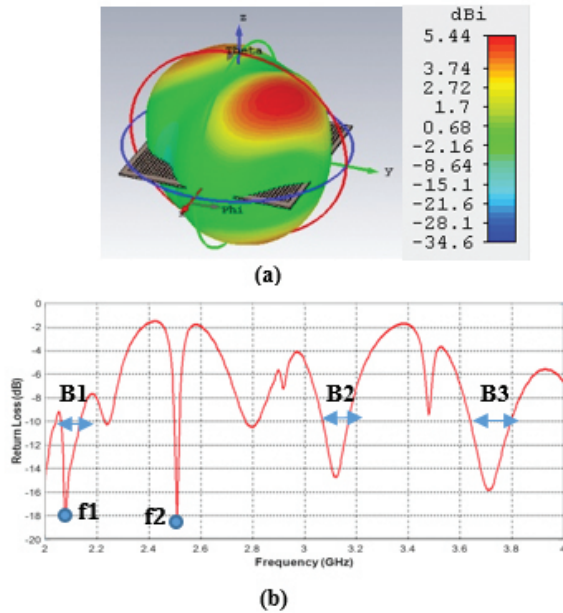 z
Theta
y
Phi
dBi
5.44
3.74
2.72
1.7
0.68
-2.16
-8.64
-15.1
-21.6
-28.1
-34.6
(a)
Return Loss (dB)
0
-2
-4
-6
-8
-10
-12
-14
-16
-18
-20
B1
B2
B3
f1
f2
2
2.2
2.4
2.6
2.8
3
3.2
3.4
3.6
3.8
4
Frequency (GHz)
(b)